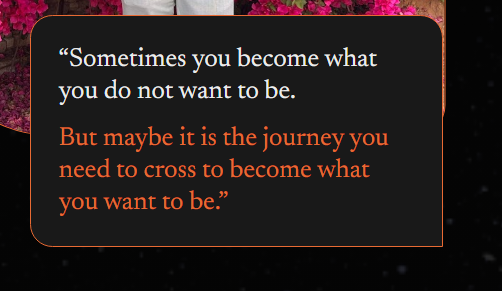 “Sometimes you become what
you do not want to be.
But maybe it is the journey you
need to cross to become what
you want to be.”